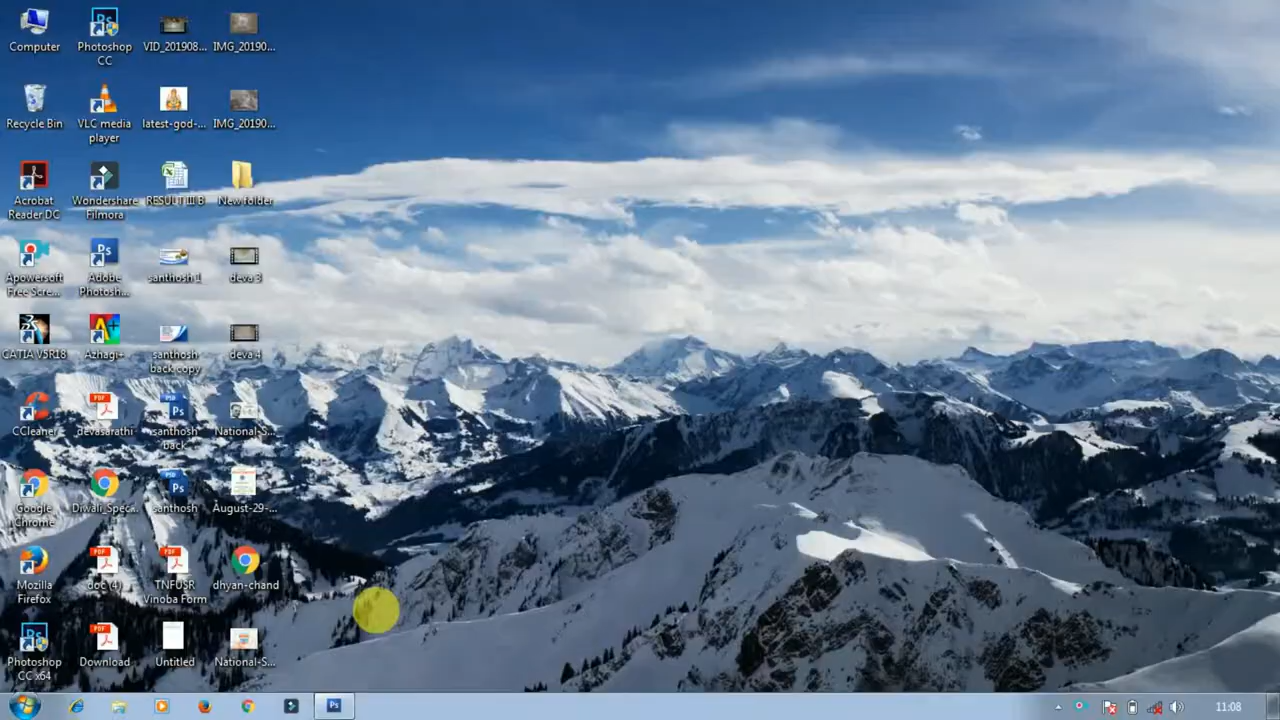 Computer
Photoshop
CC
VID_201908...
IMG_20190...
Recycle Bin
VLC media
player
latest-god-...
IMG_20190...
Acrobat
Reader DC
Wondershare
Filmora
RESULT III B
New folder
Apowersoft
Free Scre...
Adobe
Photosh...
santhosh 1
deva 3
CATIA V5R18
Azhagi+
santhosh
back copy
deva 4
CCleaner
devasarathi
santhosh
back
National-S...
Google
Chrome
Diwali_Spec...
santhosh
August-29-...
Mozilla
Firefox
doc (4)
TNFUSR
Vinoba Form
dhyan-chand
Photoshop
CC x64
Download
Untitled
National-S...
11:08